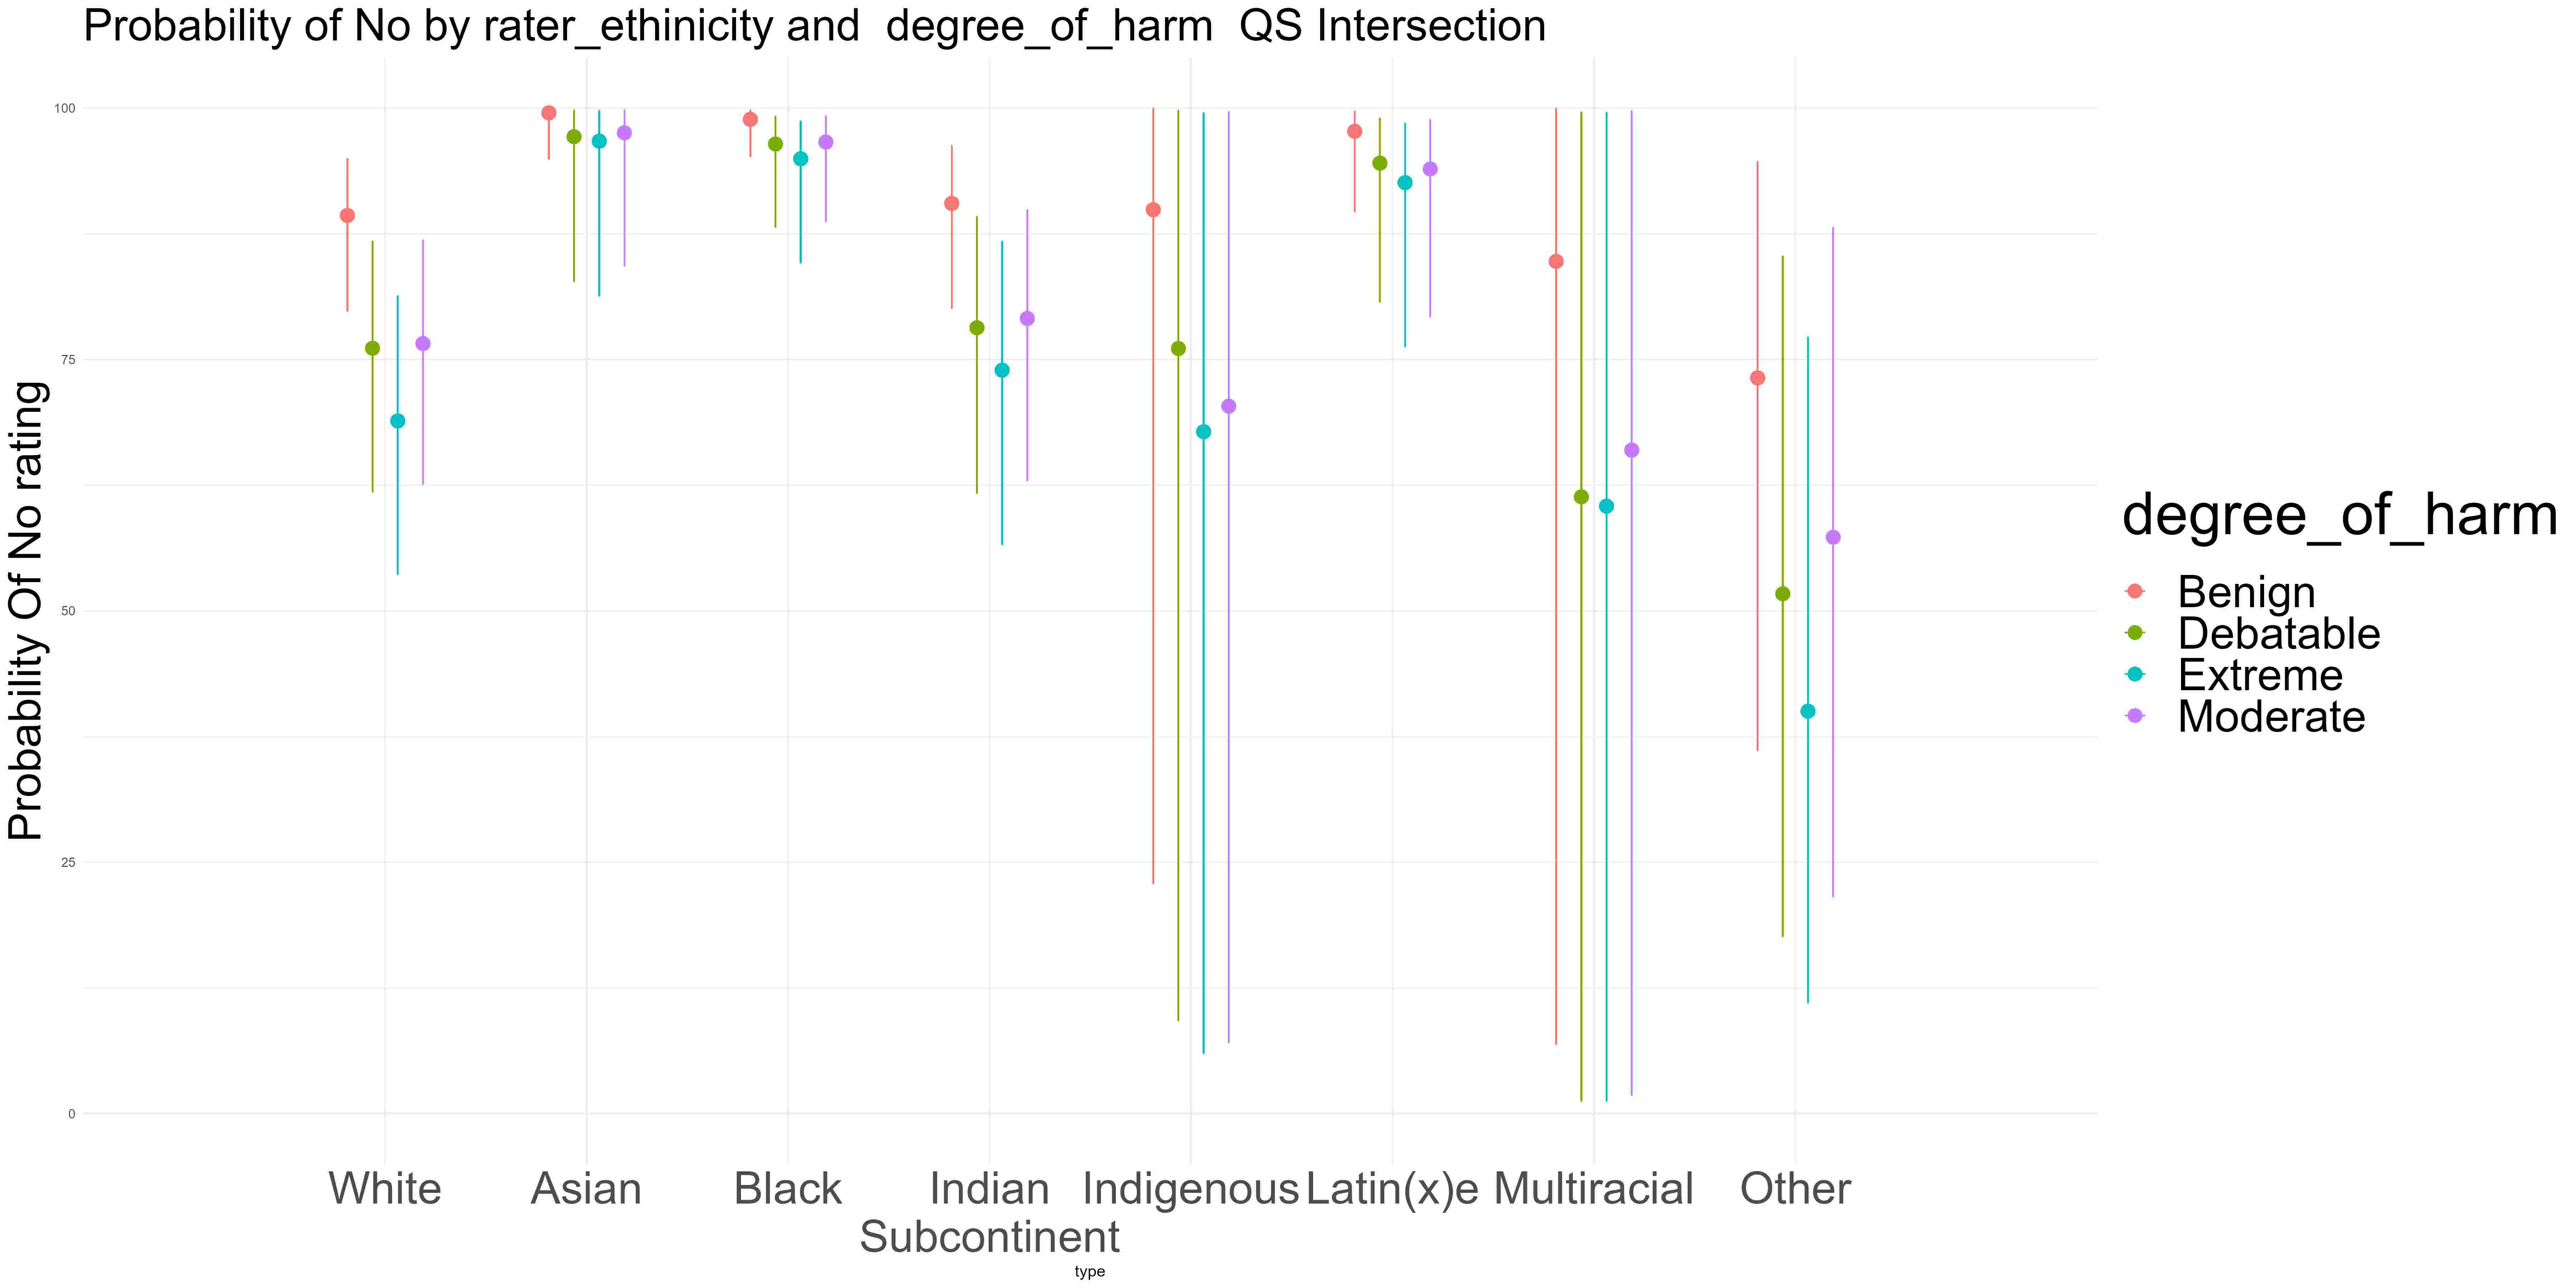 Probability of No by rater_ethinicity and  degree_of_harm  QS Intersection
Probability Of No rating
100
75
50
25
0
White Asian Black Indian Indigenous Latin(x)e Multiracial Other
Subcontinent
type
degree_of_harm
Benign
Debatable
Extreme
Moderate